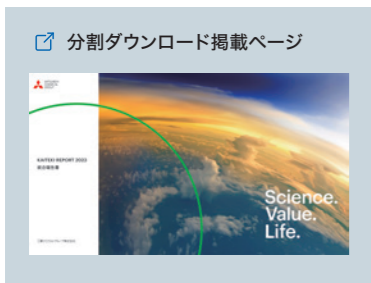 分割ダウンロード掲載ページ
KAITEKI REPORT 2022
統合報告書
Science.
Value.
Life.